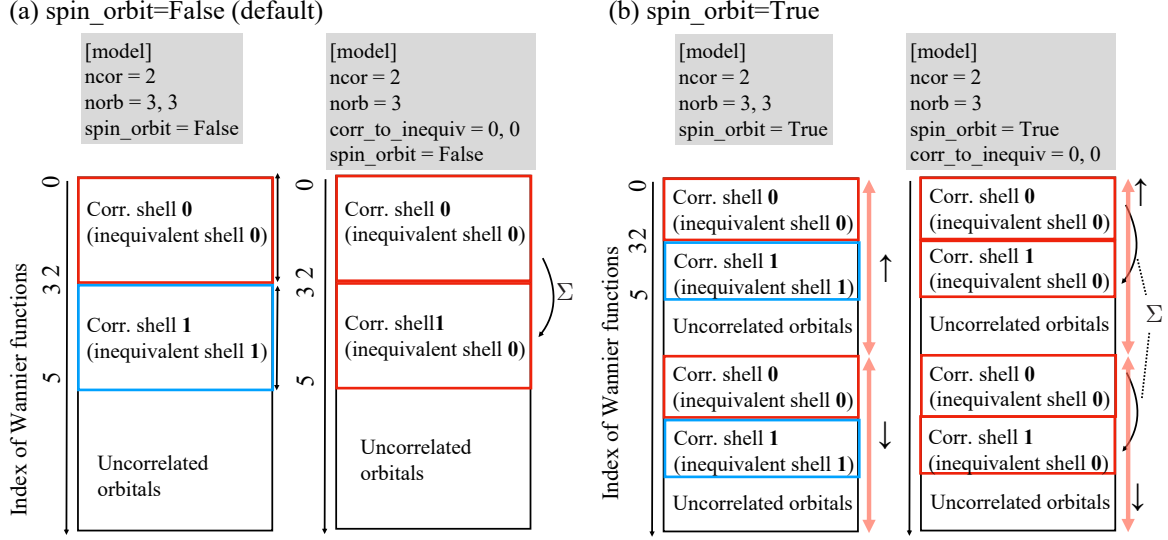 (a) spin_orbit=False (default)
[model]
ncor = 2
norb = 3, 3
spin_orbit = False
[model]
ncor = 2
norb = 3
corr_to_inequiv = 0, 0
spin_orbit = False
Index of Wannier functions
0
3 2
5
Corr. shell 0
(inequivalent shell 0)
Corr. shell 1
(inequivalent shell 1)
Uncorrelated
orbitals
0
3 2
5
Corr. shell 0
(inequivalent shell 0)
Corr. shell1
(inequivalent shell 0)
Σ
Uncorrelated
orbitals
(b) spin_orbit=True
[model]
ncor = 2
norb = 3, 3
spin_orbit = True
[model]
ncor = 2
norb = 3
spin_orbit = True
corr_to_inequiv = 0, 0
Index of Wannier functions
0
3 2
5
Corr. shell 0
(inequivalent shell 0)
Corr. shell 1
(inequivalent shell 1)
Uncorrelated orbitals
↑
Corr. shell 0
(inequivalent shell 0)
Corr. shell 1
(inequivalent shell 1)
Uncorrelated orbitals
↓
Corr. shell 0
(inequivalent shell 0)
Corr. shell 1
(inequivalent shell 0)
Uncorrelated orbitals
↑
Σ
Corr. shell 0
(inequivalent shell 0)
Corr. shell 1
(inequivalent shell 0)
Uncorrelated orbitals
↓